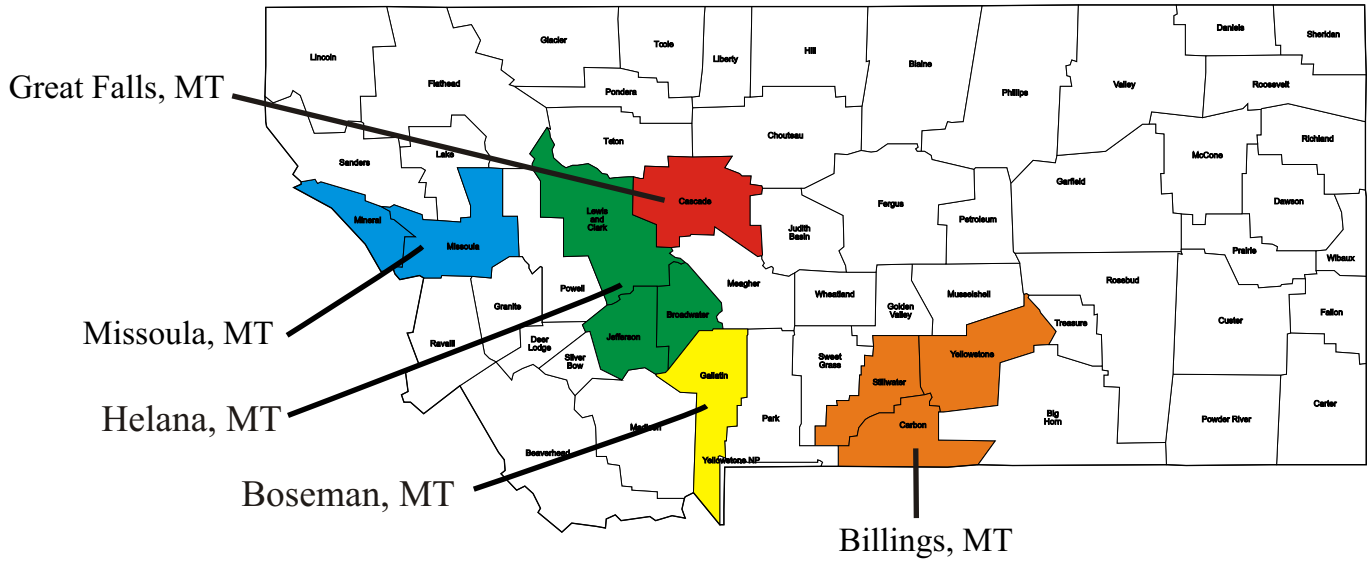 Great Falls, MT
Missoula, MT
Helana, MT
Boseman, MT
Billings, MT
Lincoln
Flathead
Glacier
Toole
Liberty
Hill
Blaine
Phillips
Valley
Daniels
Sheridan
Roosevelt
Pondera
Teton
Chouteau
Richland
McCone
Garfield
Dawson
Sanders
Lake
Mineral
Missoula
Lewis
and
Clark
Cascade
Judith
Basin
Fergus
Petroleum
Prairie
Wibaux
Powell
Granite
Meagher
Wheatland
Golden
Valley
Musselshell
Rosebud
Treasure
Custer
Fallon
Ravalli
Deer
Lodge
Silver
Bow
Jefferson
Broadwater
Gallatin
Park
Sweet
Grass
Stillwater
Yellowstone
Carbon
Big
Horn
Powder River
Carter
Beaverhead
Madison
Yellowstone NP